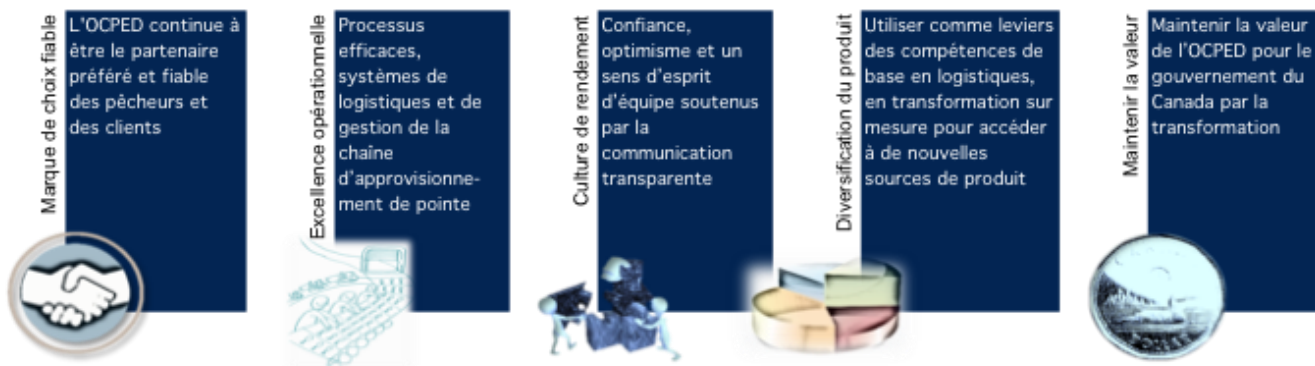 Marque de choix fiable
L'OCPED continue à
être le partenaire
préféré et fiable
des pêcheurs et
des clients
Excellence opérationnelle
Processus
efficaces,
systèmes de
logistiques et de
gestion de la
chaîne
d'approvisionne-
ment de pointe
Culture de rendement
Confiance,
optimisme et un
sens d'esprit
d'équipe soutenus
par la
communication
transparente
Diversification du produit
Utiliser comme leviers
des compétences de
base en logistiques,
en transformation sur
mesure pour accéder
à de nouvelles
sources de produit
Maintenir la valeur
Maintenir la valeur
de l'OCPED pour le
gouvernement du
Canada par la
transformation